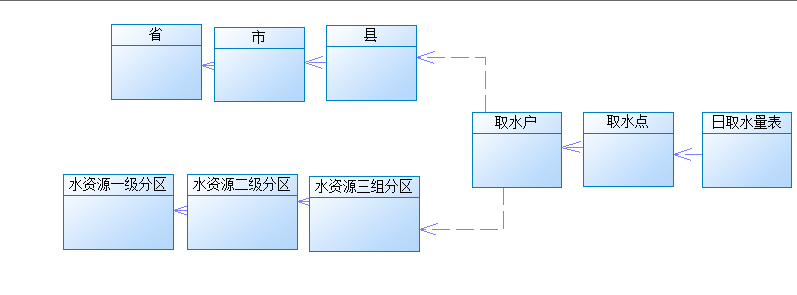 省
市
县
取水户
取水点
日取水量表
水资源一级分区
水资源二级分区
水资源三组分区